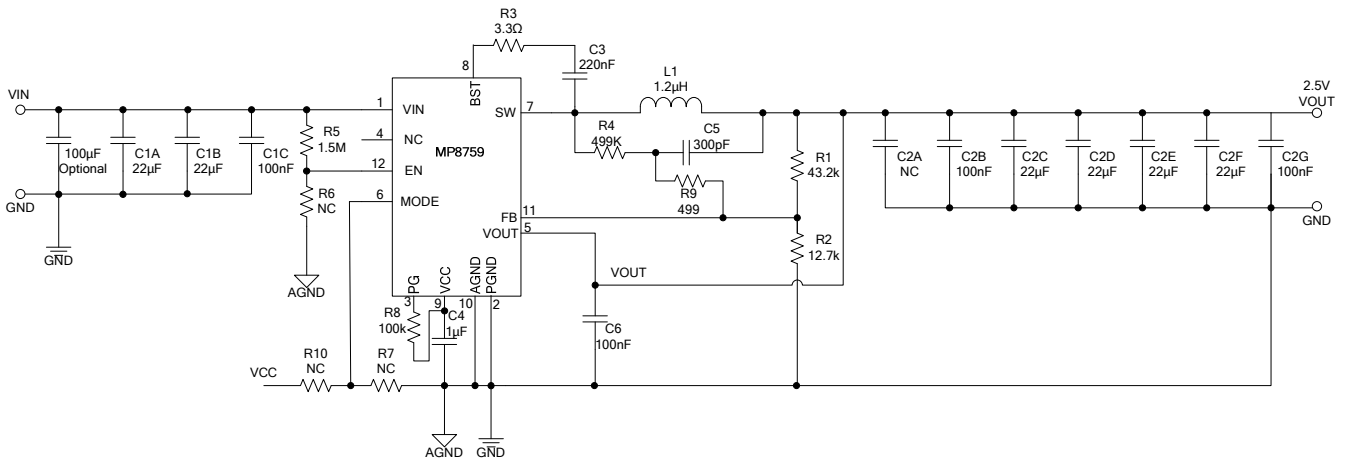 R3
3.3Ω
C3
220nF
8
BST
L1
1.2µH
VIN
2.5V
VOUT
1
VIN
SW
7
R4
499K
C5
300pF
R5
1.5M
4
NC
MP8759
100µF
Optional
C1A
22µF
C1B
22µF
C1C
100nF
R1
43.2k
C2A
NC
C2B
100nF
C2C
22µF
C2D
22µF
C2E
22µF
C2F
22µF
C2G
100nF
12
EN
R6
NC
6
MODE
R9
499
GND
FB
11
VOUT
5
GND
R2
12.7k
GND
AGND
VOUT
PG
VCC
AGND
PGND
3
9
10
2
R8
100k
C4
1µF
C6
100nF
VCC
R10
NC
R7
NC
AGND
GND